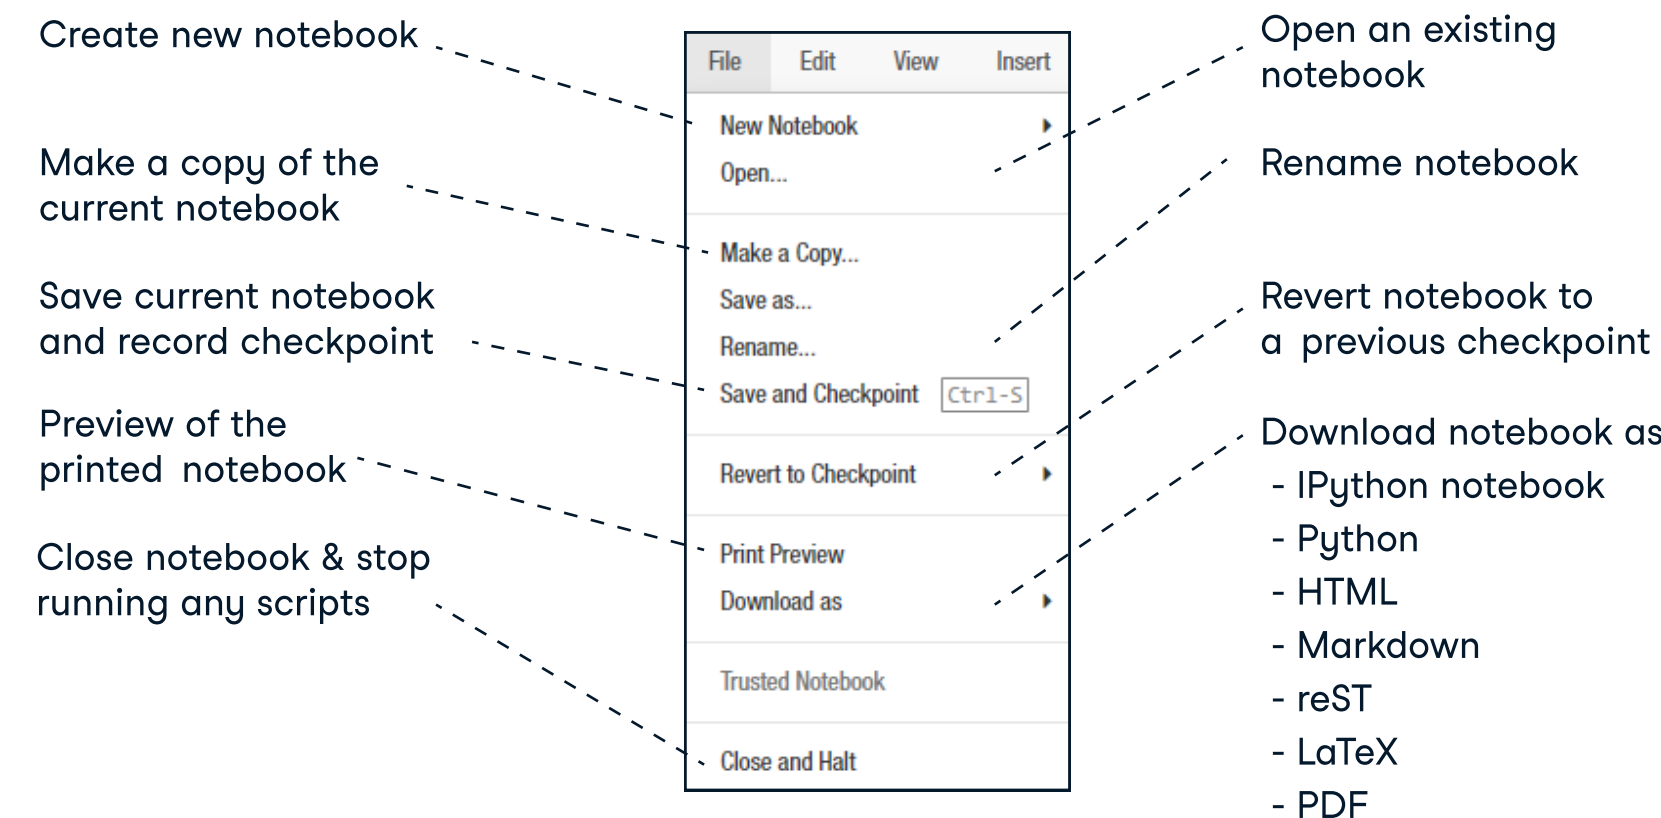 Create new notebook
Make a copy of the
current notebook
Save current notebook
and record checkpoint
Preview of the
printed notebook
Close notebook & stop
running any scripts
File Edit View Insert
New Notebook
Open...
Make a Copy...
Save as...
Rename...
Save and Checkpoint Ctrl-S
Revert to Checkpoint
Print Preview
Download as
Trusted Notebook
Close and Halt
Open an existing
notebook
Rename notebook
Revert notebook to
a previous checkpoint
Download notebook as
- IPython notebook
- Python
- HTML
- Markdown
- reST
- LaTeX
- PDF